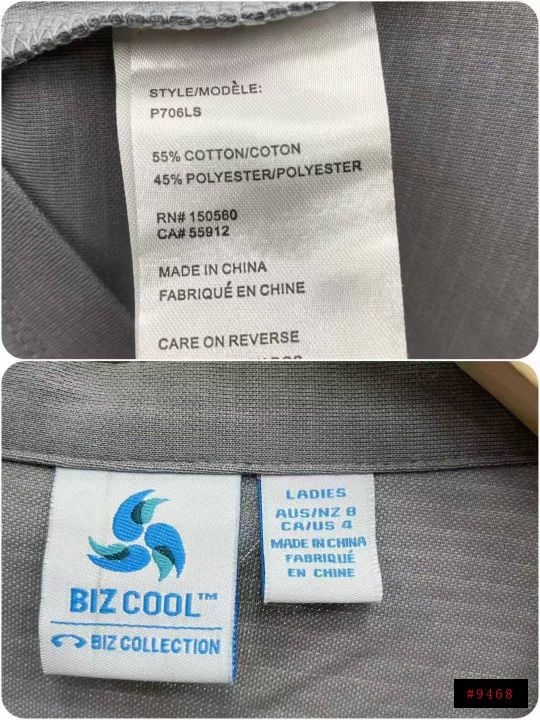 STYLE/MODÈLE:
P706LS
55% COTTON/COTON
45% POLYESTER/POLYESTER
RN# 150560
CA# 55912
MADE IN CHINA
FABRIQUÉ EN CHINE
CARE ON REVERSE
BIZ COOL™
BIZ COLLECTION
LADIES
AUS/NZ 8
CA/US 4
MADE IN CHINA
FABRIQUÉ
EN CHINE
#9468